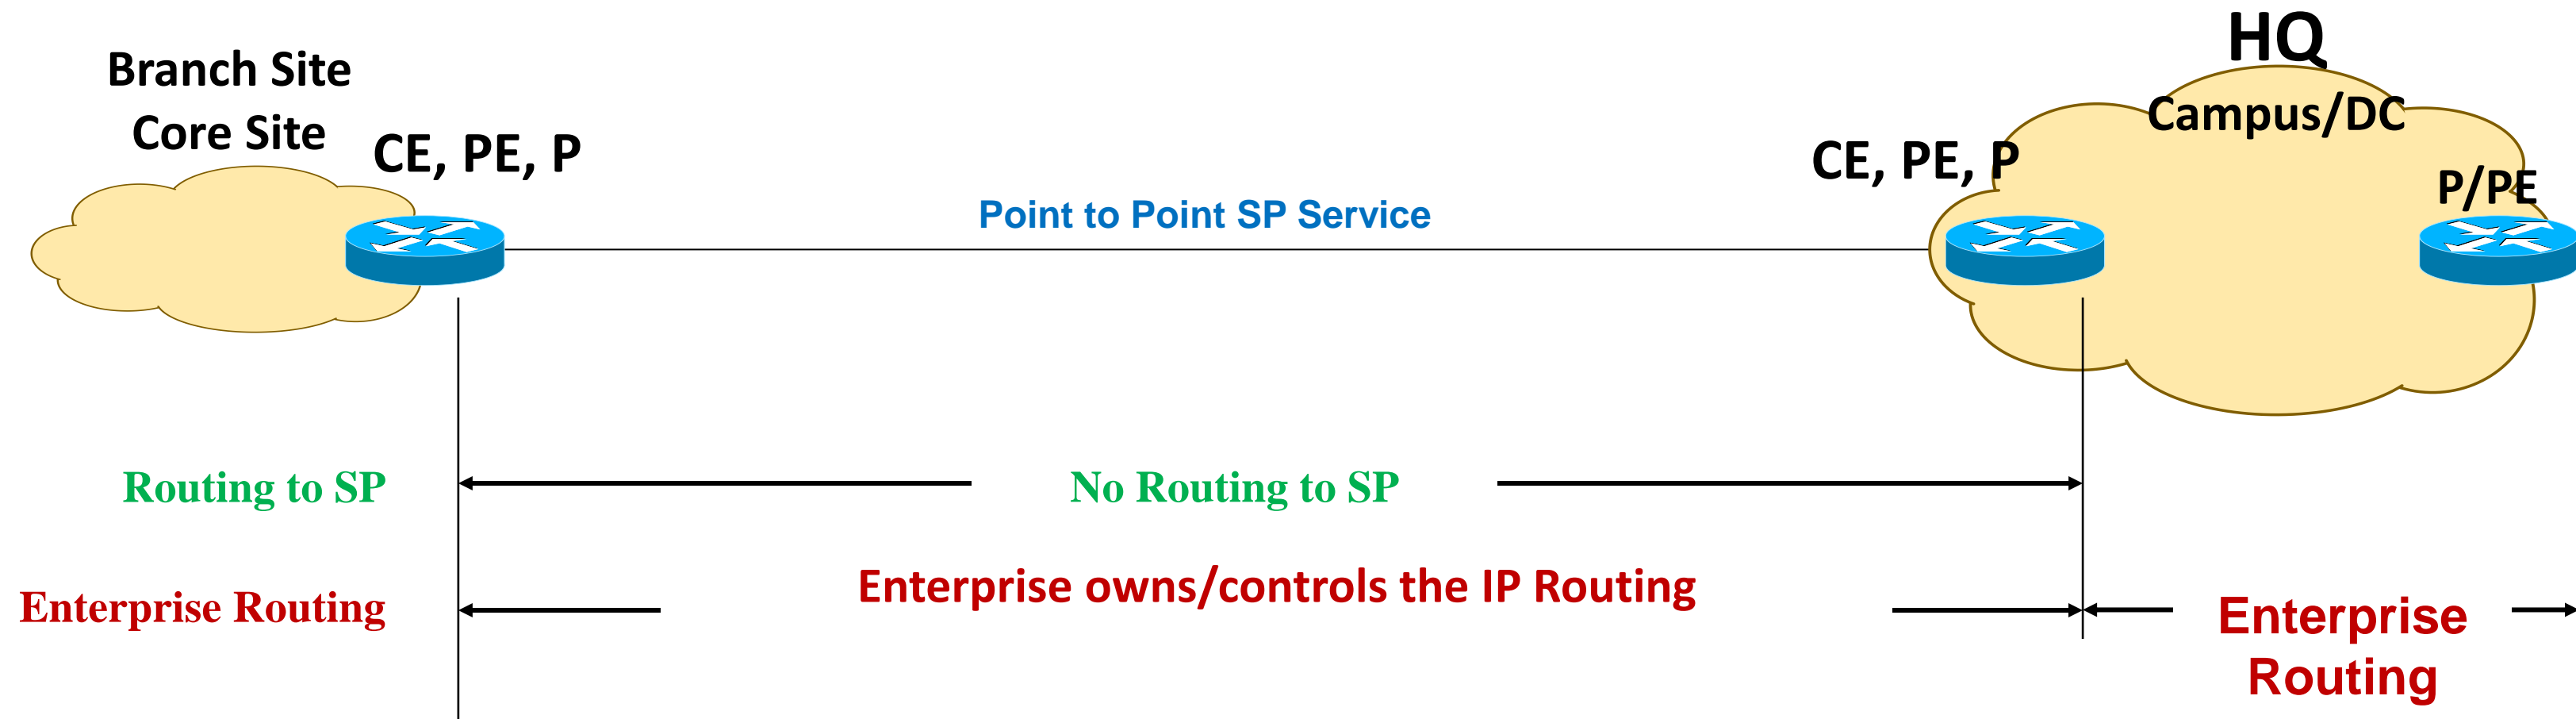 HQ
Branch Site
Core Site
Campus/DC
CE, PE, P
CE, PE, P
P/PE
Point to Point SP Service
Routing to SP
No Routing to SP
Enterprise Routing
Enterprise owns/controls the IP Routing
Enterprise
Routing